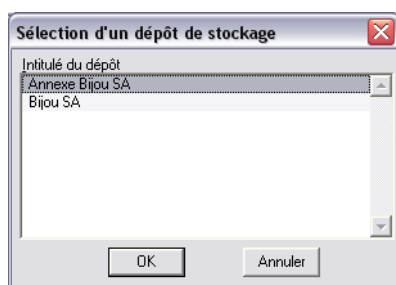 Sélection d'un dépôt de stockage
Intitulé du dépôt
Annexe Bijou SA
Bijou SA
OK
Annuler